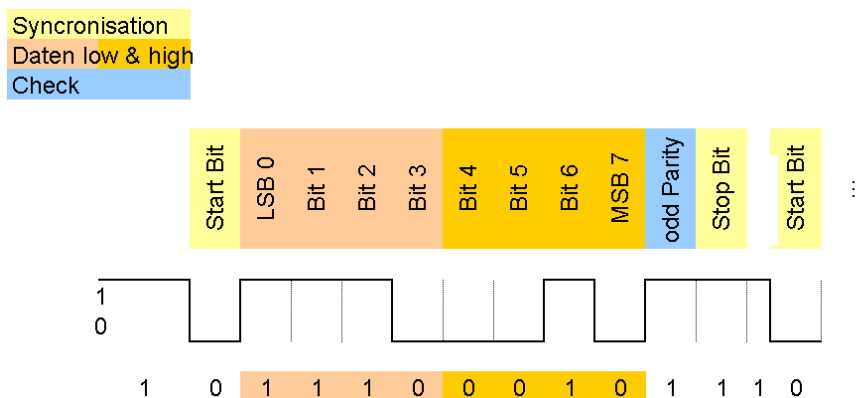 Syncronisation
Daten low & high
Check
Start Bit LSB 0 Bit 1 Bit 2 Bit 3 Bit 4 Bit 5 Bit 6 MSB 7 odd Parity Stop Bit Start Bit ...
1
0
1 0 1 1 1 0 0 0 1 0 1 1 1 0